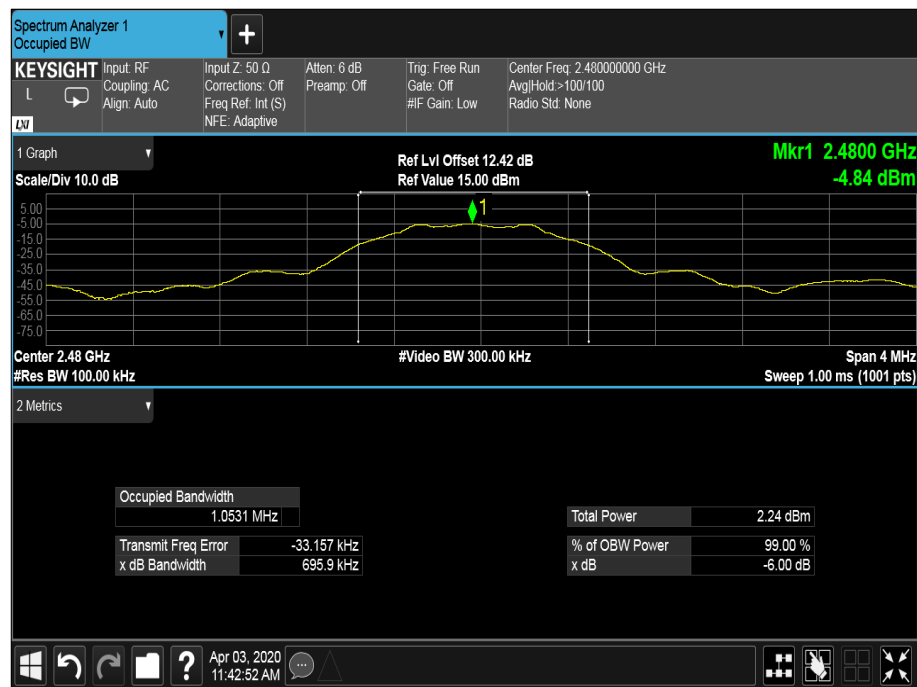 Spectrum Analyzer 1
Occupied BW
+
KEYSIGHT
L
LXI
Input: RF
Coupling: AC
Align: Auto
Input Z: 50 Ω
Corrections: Off
Freq Ref: Int (S)
NFE: Adaptive
Atten: 6 dB
Preamp: Off
Trig: Free Run
Gate: Off
#IF Gain: Low
Center Freq: 2.480000000 GHz
Avg|Hold:>100/100
Radio Std: None
1 Graph
Scale/Div 10.0 dB
Ref Lvl Offset 12.42 dB
Ref Value 15.00 dBm
Mkr1 2.4800 GHz
-4.84 dBm
1
5.00
-5.00
-15.0
-25.0
-35.0
-45.0
-55.0
-65.0
-75.0
Center 2.48 GHz
#Res BW 100.00 kHz
#Video BW 300.00 kHz
Span 4 MHz
Sweep 1.00 ms (1001 pts)
2 Metrics
Occupied Bandwidth
1.0531 MHz
Transmit Freq Error -33.157 kHz
x dB Bandwidth 695.9 kHz
Total Power 2.24 dBm
% of OBW Power 99.00 %
x dB -6.00 dB
?
Apr 03, 2020
11:42:52 AM